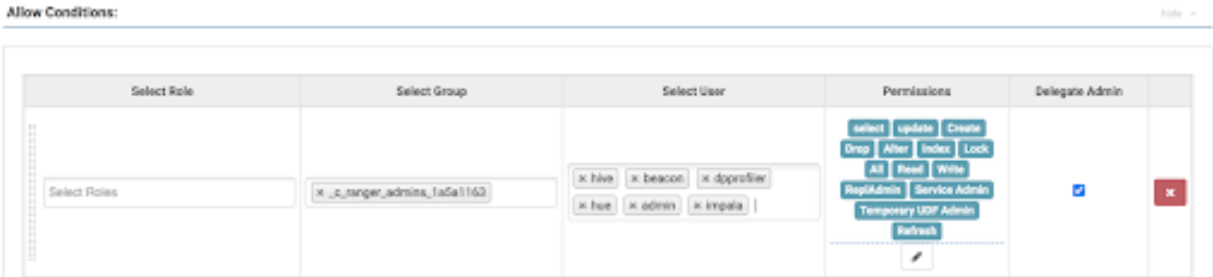 Allow Conditions:
hide
Select Role Select Group Select User Permissions Delegate Admin
select update Create
Drop Alter Index Lock
All Read Write
ReplAdmin Service Admin
Temporary UDF Admin
Refresh
Select Roles
× _c_ranger_admins_1a5a1163
× hive × beacon × dpprofiler
× hue × admin × impala